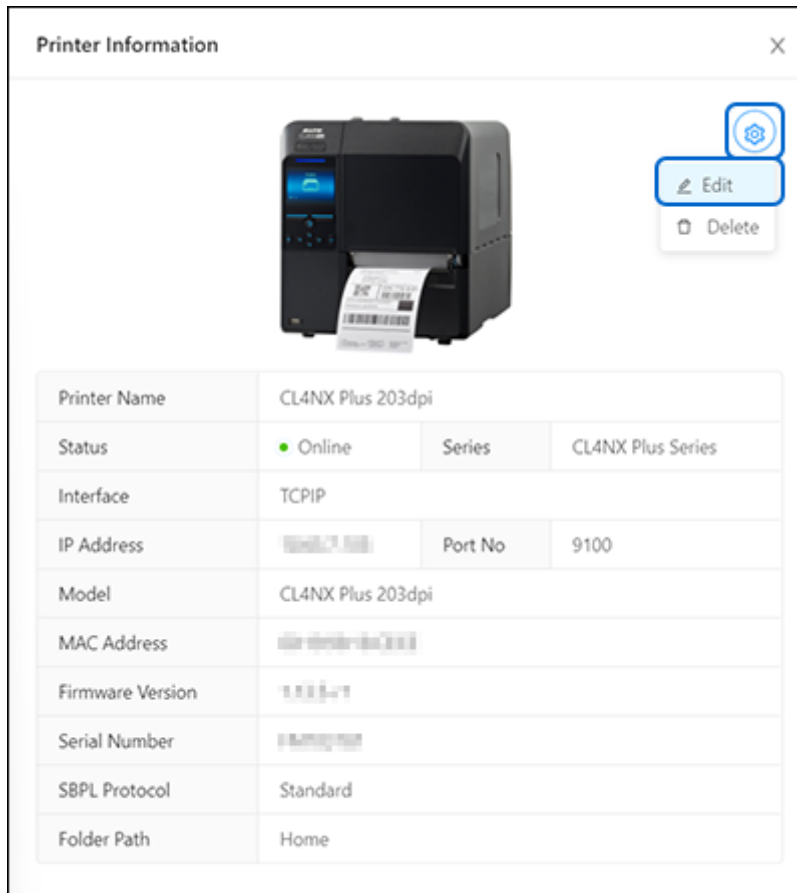 Printer Information
Edit
Delete
Printer Name CL4NX Plus 203dpi
Status Online Series CL4NX Plus Series
Interface TCPIP
IP Address Port No 9100
Model CL4NX Plus 203dpi
MAC Address
Firmware Version
Serial Number
SBPL Protocol Standard
Folder Path Home